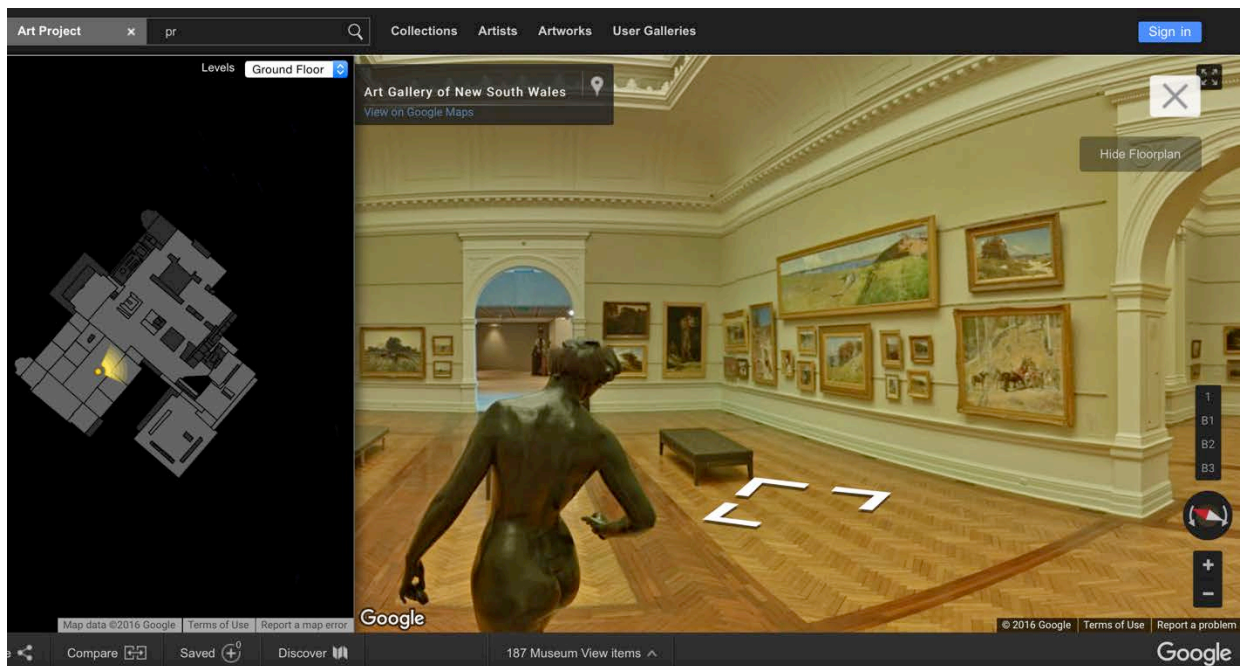 Art Project × pr Collections Artists Artworks User Galleries Sign in
Levels Ground Floor
Art Gallery of New South Wales
View on Google Maps
Hide Floorplan
1
B1
B2
B3
+
−
Google
Map data ©2016 Google Terms of Use Report a map error
© 2016 Google Terms of Use Report a problem
e Compare Saved 0 Discover 187 Museum View items Google